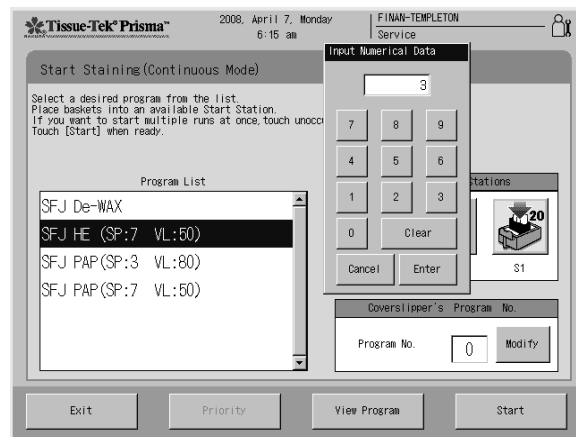 Tissue-Tek® Prisma™
2008, April 7, Monday
6:15 am
FINAN-TEMPLETON
Service
Start Staining(Continuous Mode)
Select a desired program from the list.
Place baskets into an available Start Station.
If you want to start multiple runs at once, touch unoccu
Touch [Start] when ready.
Program List
SFJ De-WAX
SFJ HE (SP:7 VL:50)
SFJ PAP(SP:3 VL:80)
SFJ PAP(SP:7 VL:50)
Input Numerical Data
3
7 8 9
4 5 6
1 2 3
0 Clear
Cancel Enter
Stations
20
S1
Coverslipper's Program No.
Program No. 0 Modify
Exit Priority View Program Start